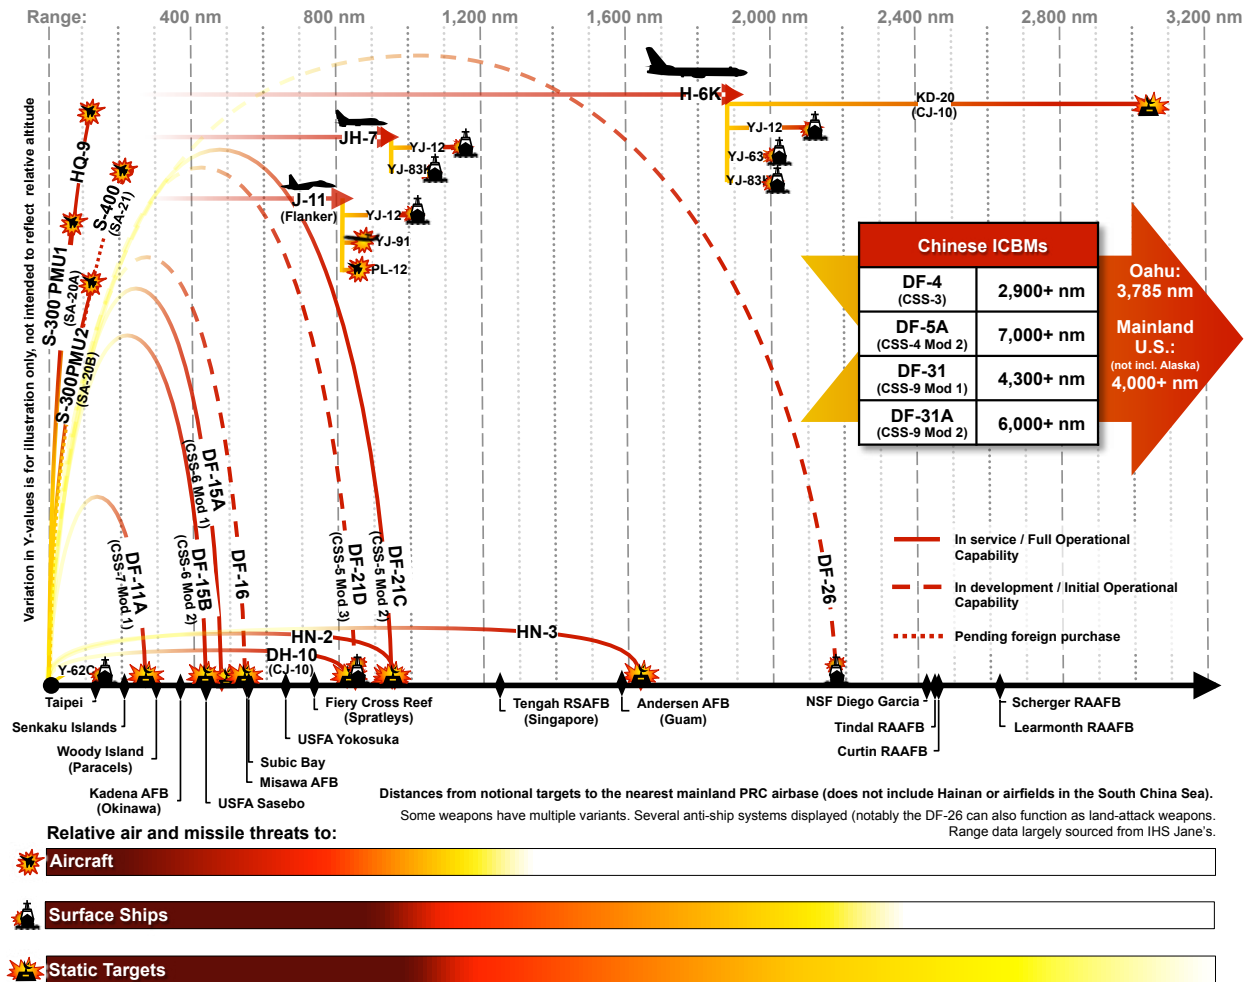 Range:
400 nm
800 nm
1,200 nm
1,600 nm
2,000 nm
2,400 nm
2,800 nm
3,200 nm
Variation in Y-values is for illustration only, not intended to reflect relative altitude
HQ-9
S-400
(SA-21)
S-300 PMU1
(SA-20A)
S-300PMU2
(SA-20B)
H-6K
KD-20
(CJ-10)
YJ-12
YJ-63
YJ-83K
JH-7
YJ-12
YJ-83K
J-11
(Flanker)
YJ-12
YJ-91
PL-12
Chinese ICBMs
DF-4
(CSS-3)
2,900+ nm
DF-5A
(CSS-4 Mod 2)
7,000+ nm
DF-31
(CSS-9 Mod 1)
4,300+ nm
DF-31A
(CSS-9 Mod 2)
6,000+ nm
Oahu:
3,785 nm
Mainland
U.S.:
(not incl. Alaska)
4,000+ nm
DF-11A
(CSS-7 Mod 1)
DF-15A
(CSS-6 Mod 1)
DF-15B
(CSS-6 Mod 2)
DF-16
DF-21D
(CSS-5 Mod 3)
DF-21C
(CSS-5 Mod 2)
DF-26
In service / Full Operational
Capability
In development / Initial Operational
Capability
Pending foreign purchase
HN-2
HN-3
DH-10
(CJ-10)
Y-62C
Taipei
Senkaku Islands
Woody Island
(Paracels)
Kadena AFB
(Okinawa)
USFA Sasebo
Misawa AFB
Subic Bay
USFA Yokosuka
Fiery Cross Reef
(Spratleys)
Tengah RSAFB
(Singapore)
Andersen AFB
(Guam)
NSF Diego Garcia
Tindal RAAFB
Curtin RAAFB
Scherger RAAFB
Learmonth RAAFB
Distances from notional targets to the nearest mainland PRC airbase (does not include Hainan or airfields in the South China Sea).
Some weapons have multiple variants. Several anti-ship systems displayed (notably the DF-26 can also function as land-attack weapons.
Range data largely sourced from IHS Jane's.
Relative air and missile threats to:
Aircraft
Surface Ships
Static Targets